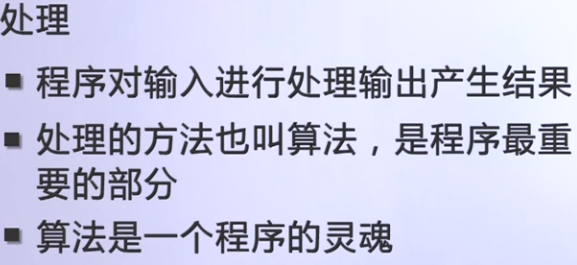 处理
程序对输入进行处理输出产生结果
处理的方法也叫算法，是程序最重
要的部分
算法是一个程序的灵魂